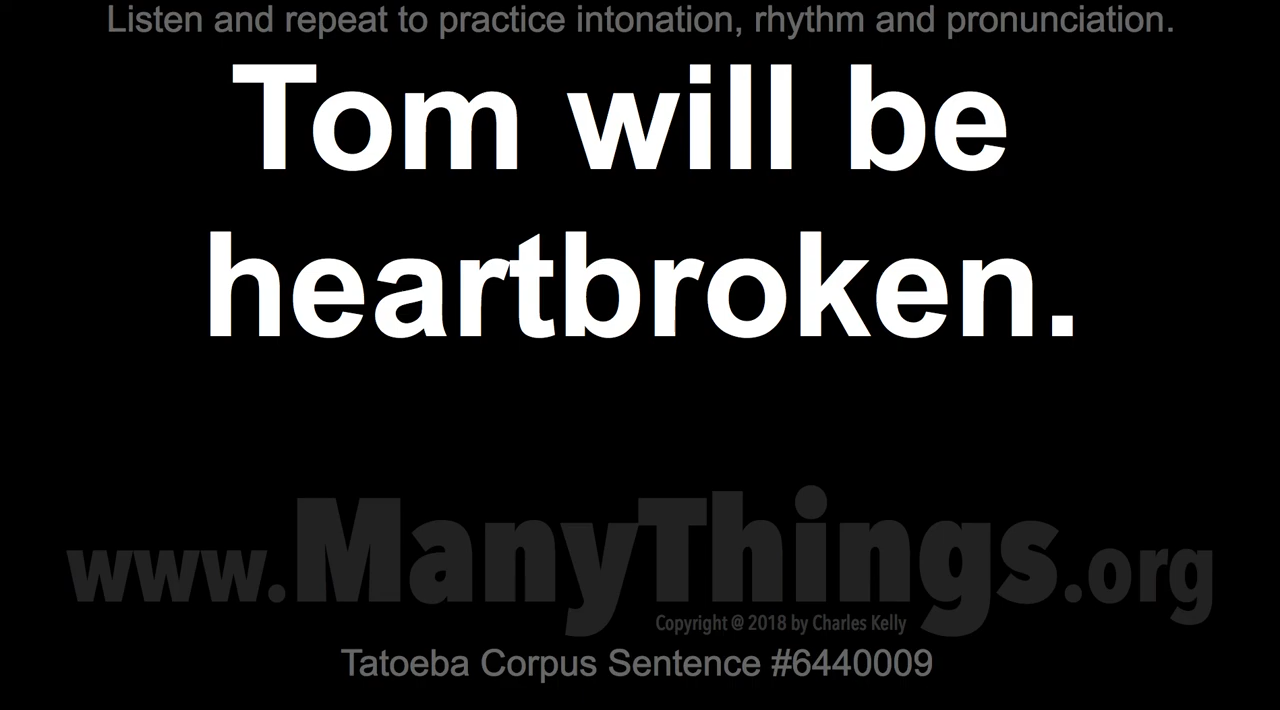 Listen and repeat to practice intonation, rhythm and pronunciation.
Tom will be
heartbroken.
www.ManyThings.org
Copyright @ 2018 by Charles Kelly
Tatoeba Corpus Sentence #6440009